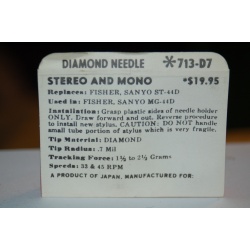 DIAMOND NEEDLE *713-D7
STEREO AND MONO *$19.95
Replaces: FISHER, SANYO ST-44D
Used in: FISHER, SANYO MG-44D
Installation: Grasp plastic sides of needle holder
ONLY. Draw forward and out. Reverse procedure
to install new stylus. CAUTION: DO NOT handle
small tube portion of stylus which is very fragile.
Tip Material: DIAMOND
Tip Radius: .7 Mil
Tracking Force: 1½ to 2½ Grams
Speeds: 33 & 45 RPM
A PRODUCT OF JAPAN, MANUFACTURED FOR: